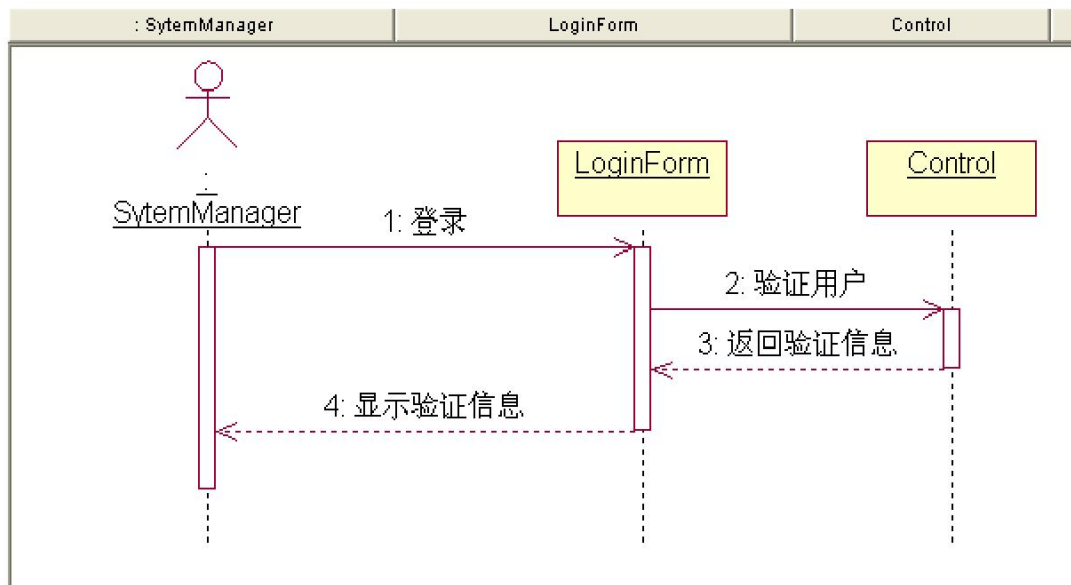 : SytemManager
LoginForm
Control
LoginForm
Control
:
SytemManager
1: 登录
2: 验证用户
3: 返回验证信息
4: 显示验证信息